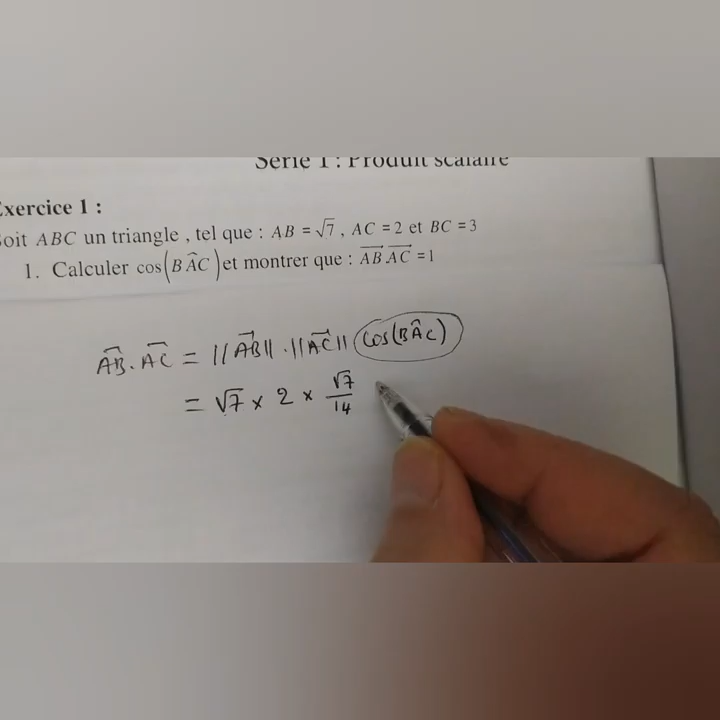 Série 1 : Produit scalaire
Exercice 1 :
Soit ABC un triangle , tel que : AB = √7 , AC = 2 et BC = 3
1. Calculer cos(BÂC) et montrer que : AB⃗.AC⃗ = 1
AB⃗ . AC⃗ = ||AB⃗|| . ||AC⃗|| Cos(BÂC)
= √7 × 2 × √7/14